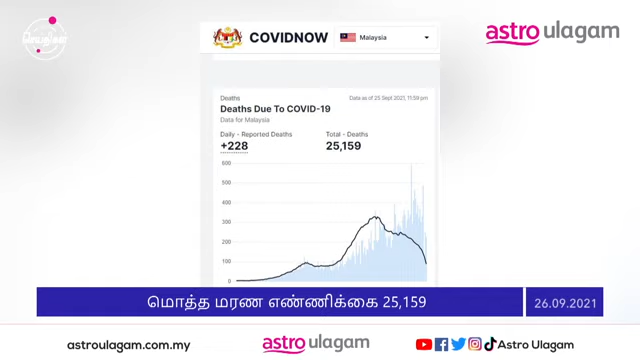 செய்திகள்
COVIDNOW
Malaysia
astro ulagam
Deaths
Data as of 25 Sept 2021, 11:59 pm
Deaths Due To COVID-19
Data for Malaysia
Daily - Reported Deaths
Total - Deaths
+228
25,159
600
500
400
300
200
100
0
மொத்த மரண எண்ணிக்கை 25,159
26.09.2021
astroulagam.com.my
astro ulagam
Astro Ulagam